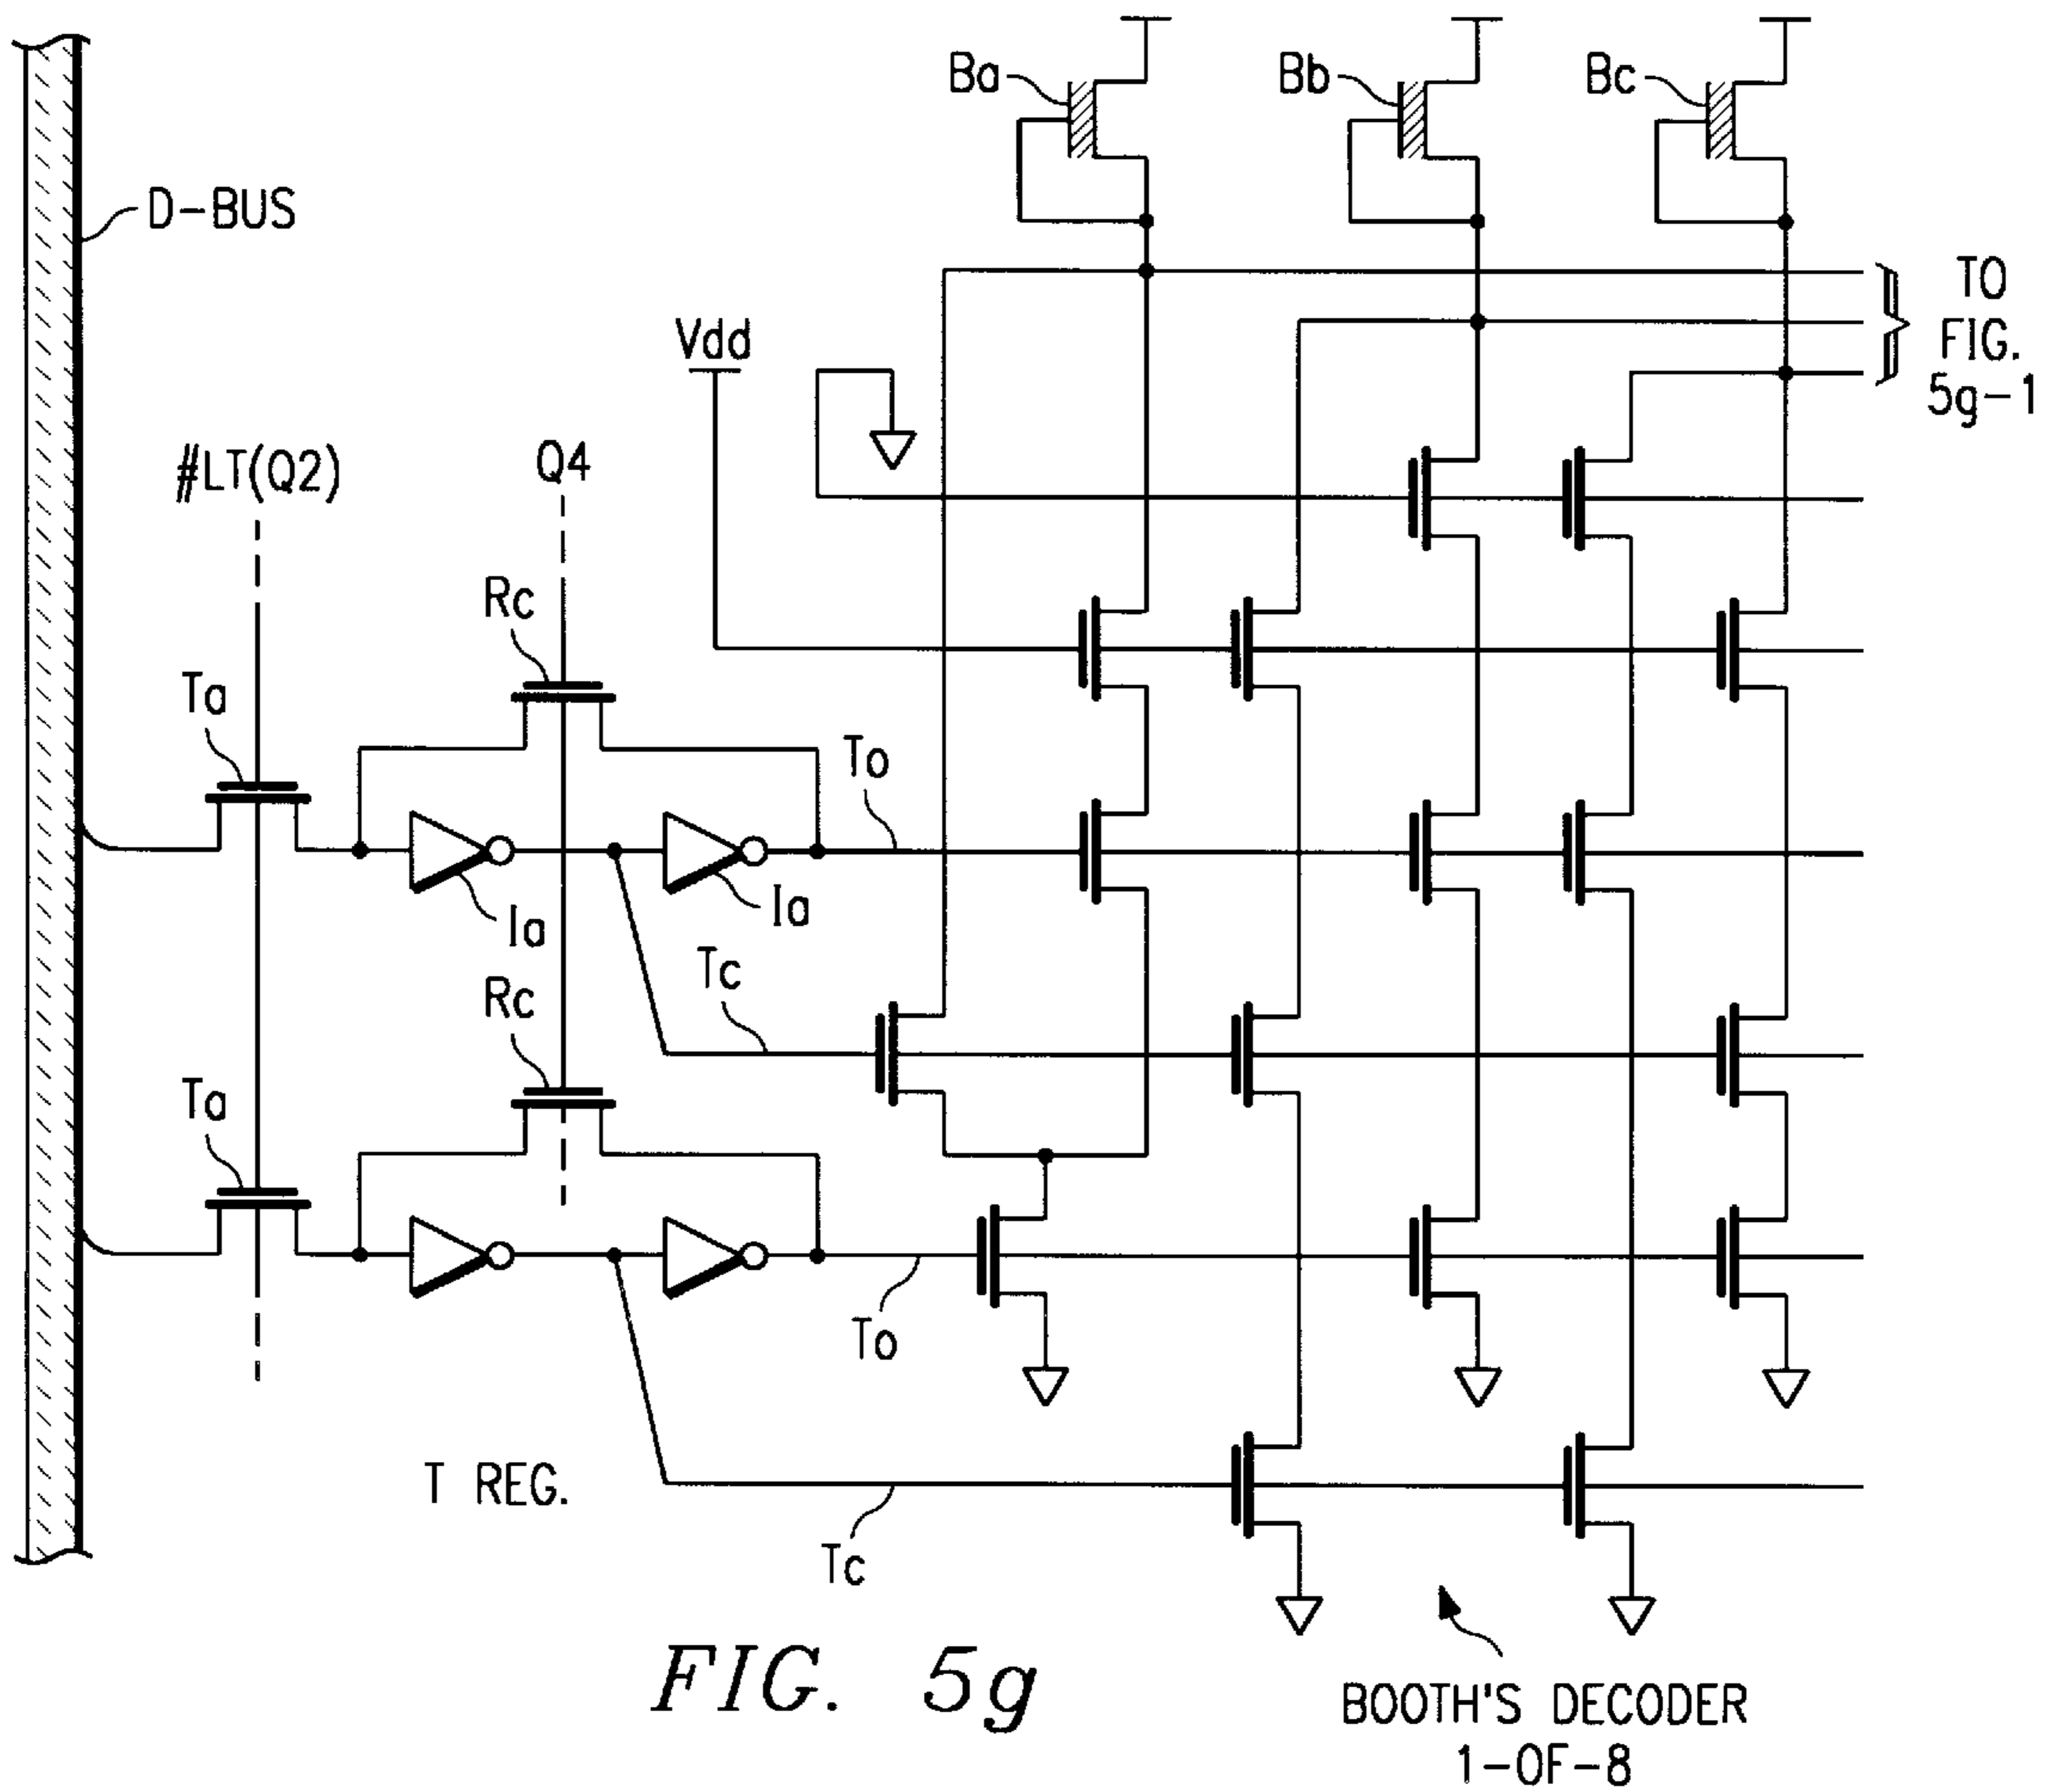 Ba
Bb
Bc
D-BUS
TO
FIG.
5g-1
Vdd
#LT(Q2)
Q4
Rc
Ta
To
Ia
Ia
Tc
Rc
Ta
To
T REG.
Tc
FIG. 5g
BOOTH'S DECODER
1-OF-8